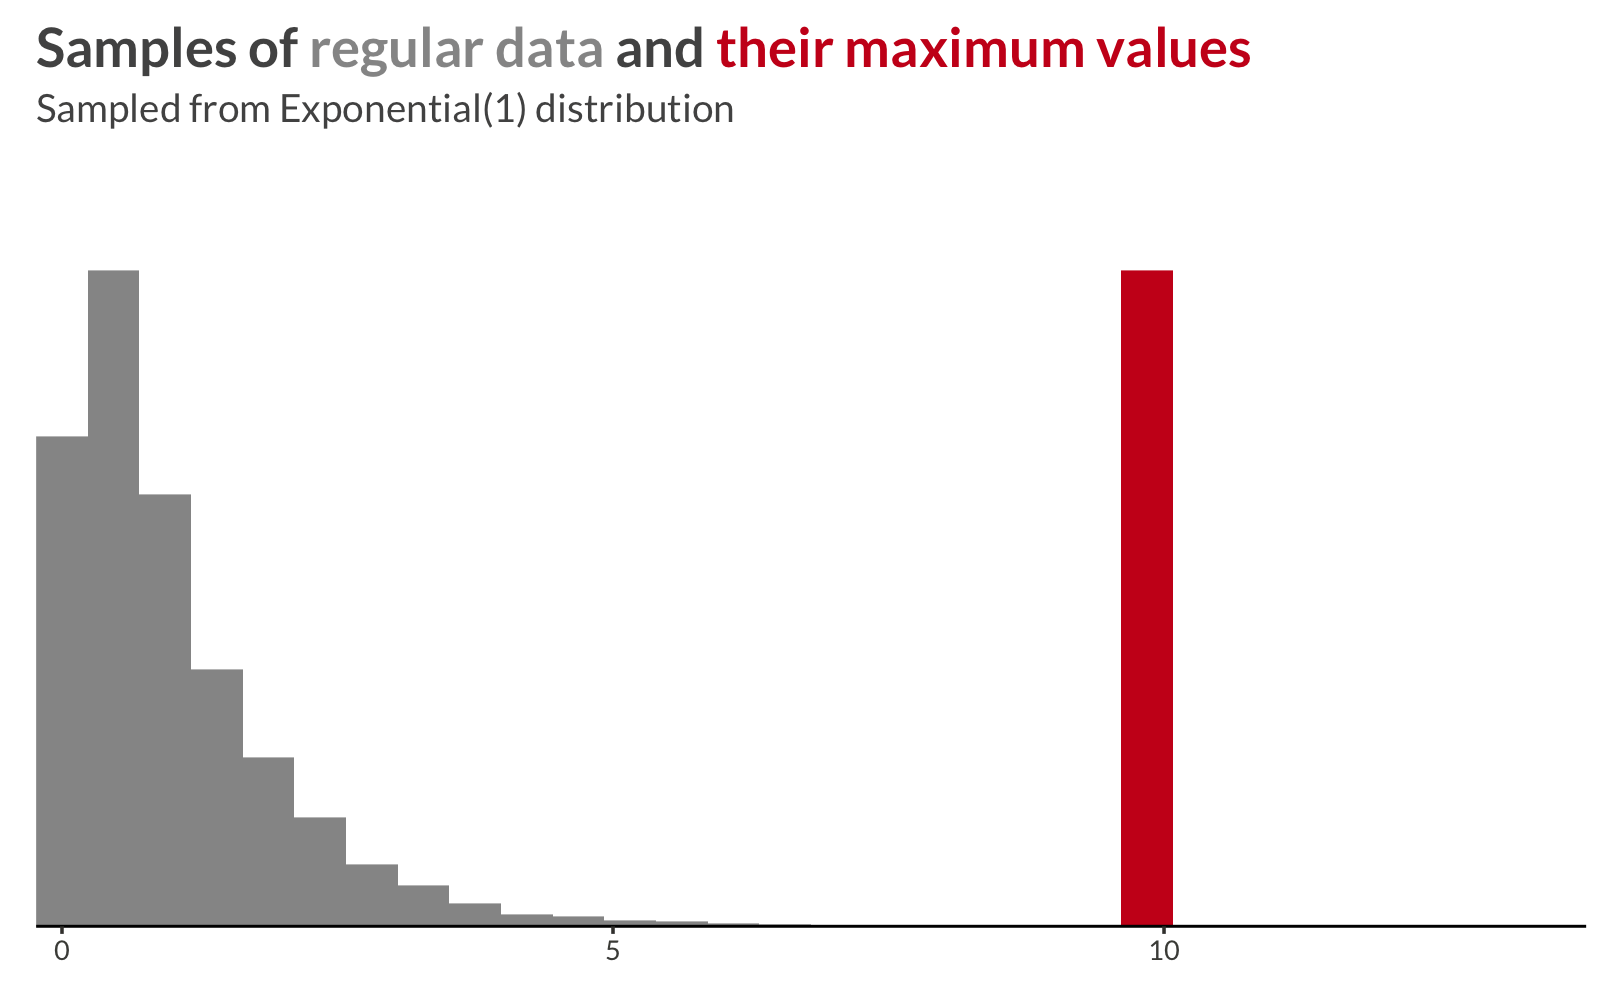 Samples of regular data and their maximum values
Sampled from Exponential(1) distribution
0 5 10